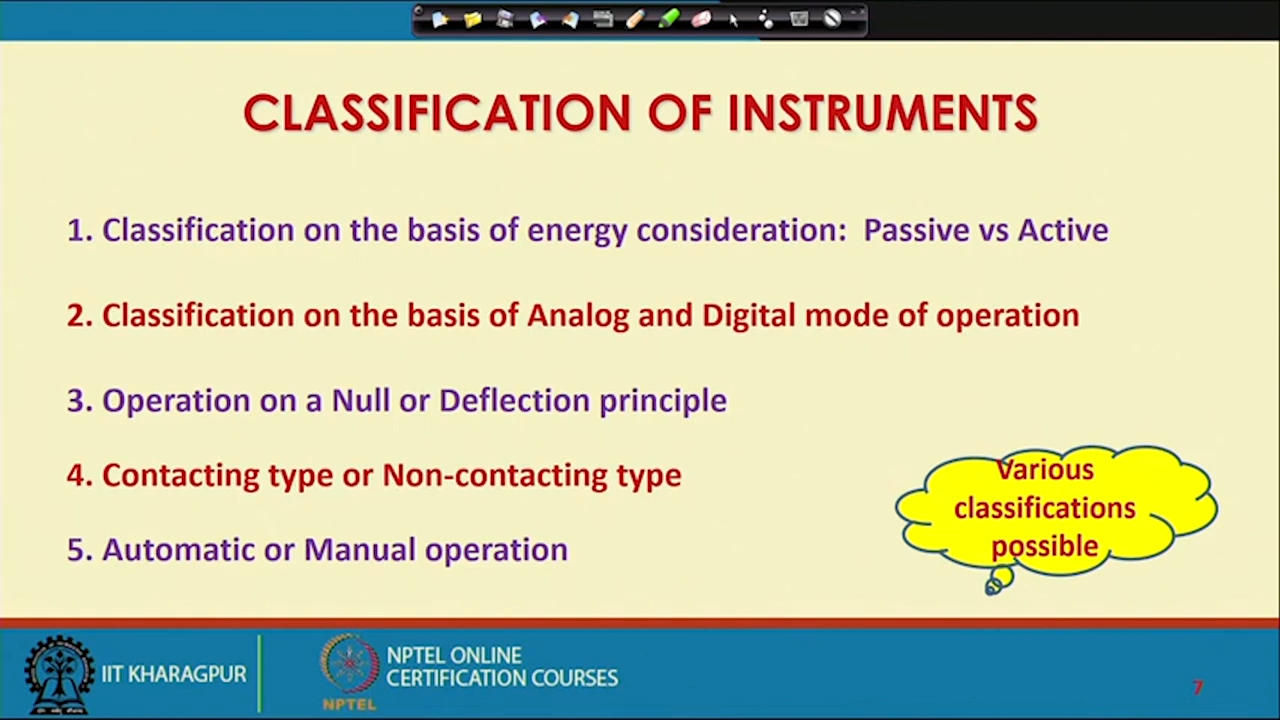 CLASSIFICATION OF INSTRUMENTS
1. Classification on the basis of energy consideration: Passive vs Active
2. Classification on the basis of Analog and Digital mode of operation
3. Operation on a Null or Deflection principle
4. Contacting type or Non-contacting type
5. Automatic or Manual operation
Various
classifications
possible
IIT KHARAGPUR
NPTEL
NPTEL ONLINE
CERTIFICATION COURSES
7